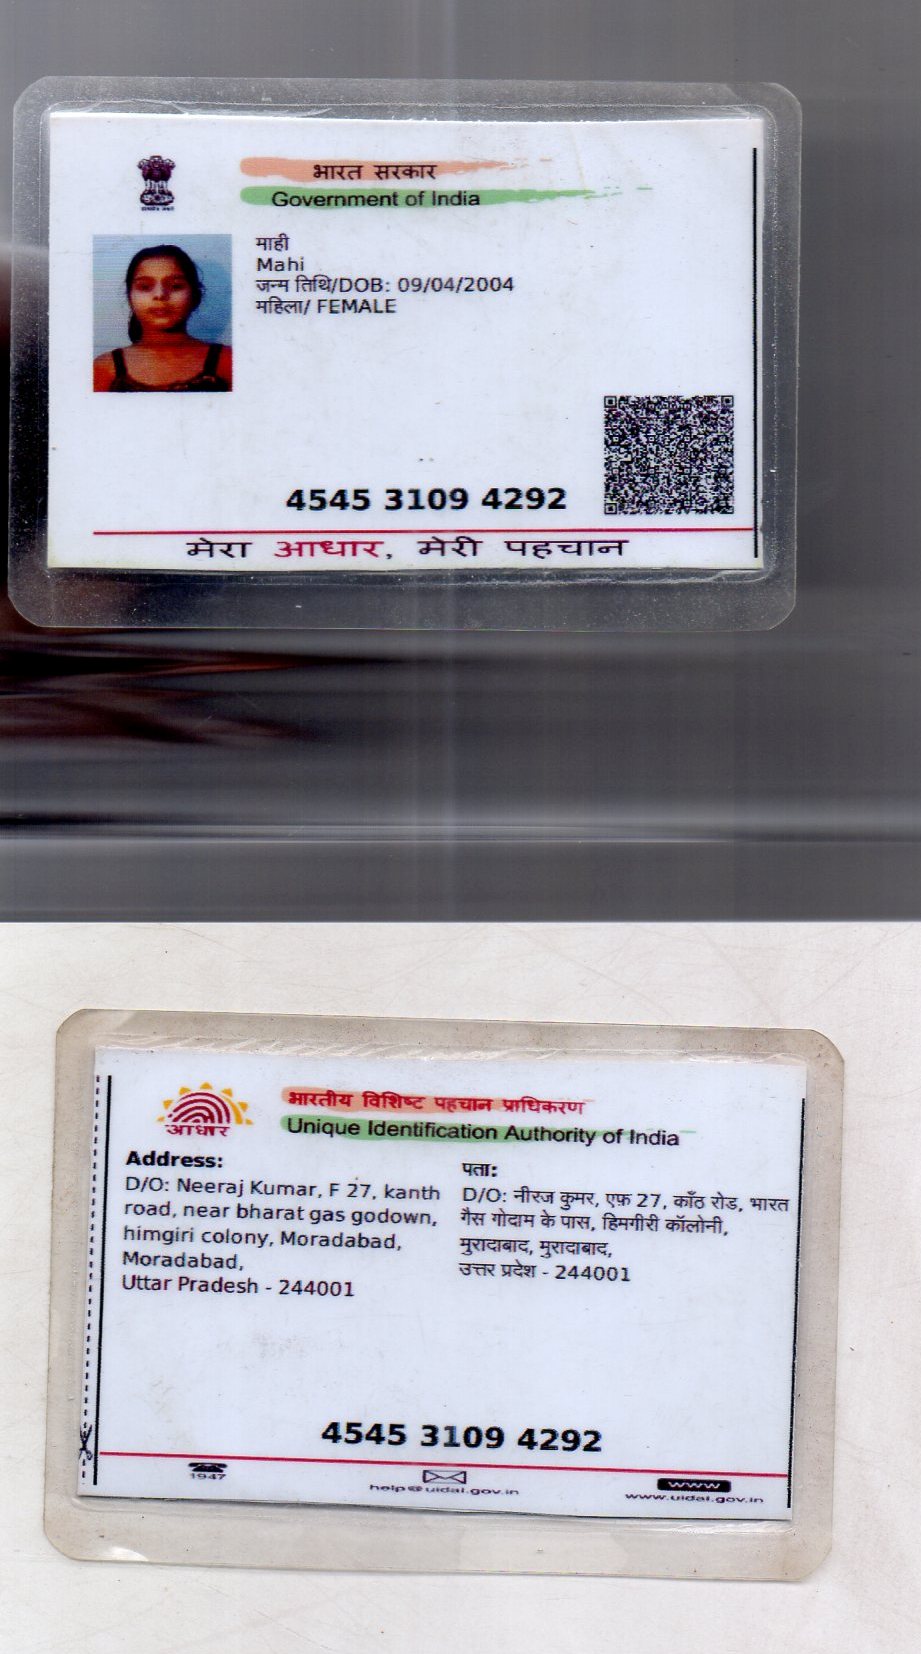 भारत सरकार
Government of India
माही
Mahi
जन्म तिथि/DOB: 09/04/2004
महिला/ FEMALE
4545 3109 4292
मेरा आधार, मेरी पहचान
भारतीय विशिष्ट पहचान प्राधिकरण
Unique Identification Authority of India
आधार
Address:
D/O: Neeraj Kumar, F 27, kanth
road, near bharat gas godown,
himgiri colony, Moradabad,
Moradabad,
Uttar Pradesh - 244001
पता:
D/O: नीरज कुमर, एफ़ 27, काँठ रोड, भारत
गैस गोदाम के पास, हिमगीरी कॉलोनी,
मुरादाबाद, मुरादाबाद,
उत्तर प्रदेश - 244001
4545 3109 4292
1947
help@uidai.gov.in
www
www.uidai.gov.in